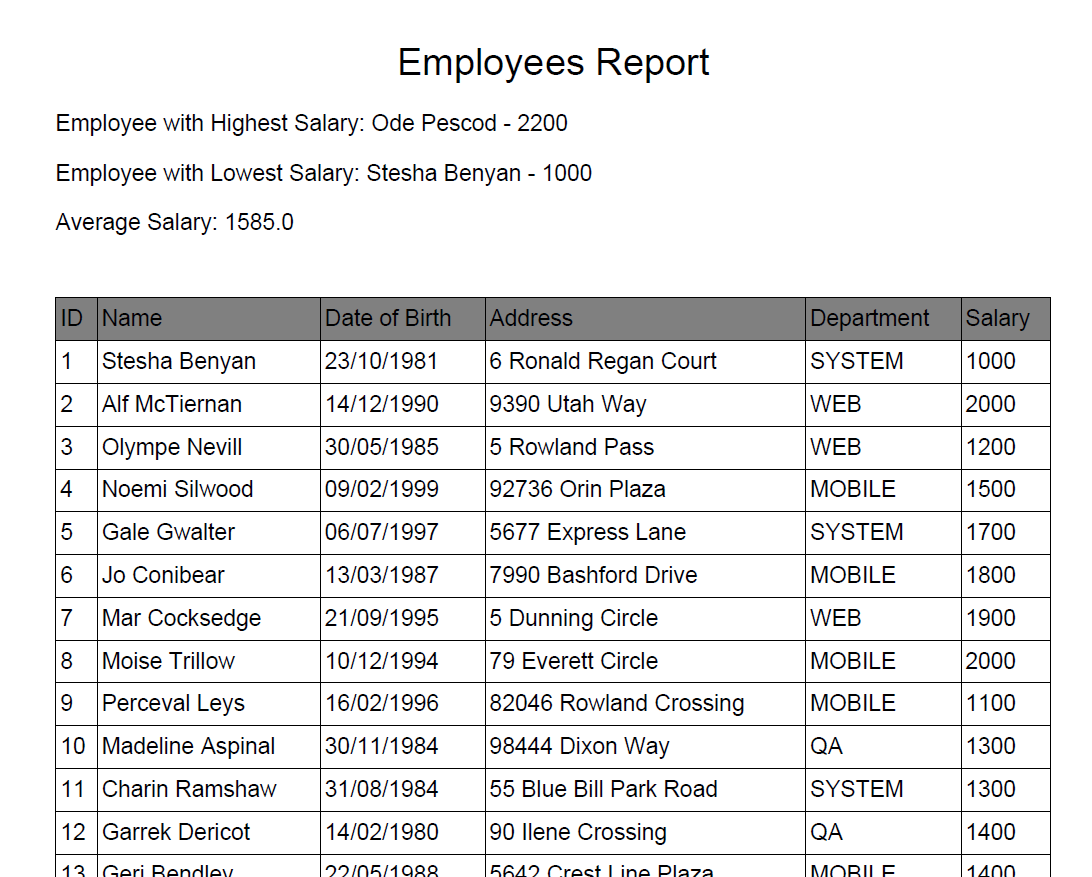 Employees Report
Employee with Highest Salary: Ode Pescod - 2200
Employee with Lowest Salary: Stesha Benyan - 1000
Average Salary: 1585.0
ID Name Date of Birth Address Department Salary
1 Stesha Benyan 23/10/1981 6 Ronald Regan Court SYSTEM 1000
2 Alf McTiernan 14/12/1990 9390 Utah Way WEB 2000
3 Olympe Nevill 30/05/1985 5 Rowland Pass WEB 1200
4 Noemi Silwood 09/02/1999 92736 Orin Plaza MOBILE 1500
5 Gale Gwalter 06/07/1997 5677 Express Lane SYSTEM 1700
6 Jo Conibear 13/03/1987 7990 Bashford Drive MOBILE 1800
7 Mar Cocksedge 21/09/1995 5 Dunning Circle WEB 1900
8 Moise Trillow 10/12/1994 79 Everett Circle MOBILE 2000
9 Perceval Leys 16/02/1996 82046 Rowland Crossing MOBILE 1100
10 Madeline Aspinal 30/11/1984 98444 Dixon Way QA 1300
11 Charin Ramshaw 31/08/1984 55 Blue Bill Park Road SYSTEM 1300
12 Garrek Dericot 14/02/1980 90 Ilene Crossing QA 1400
13 Geri Bendley 22/05/1988 5642 Crest Line Plaza MOBILE 1400